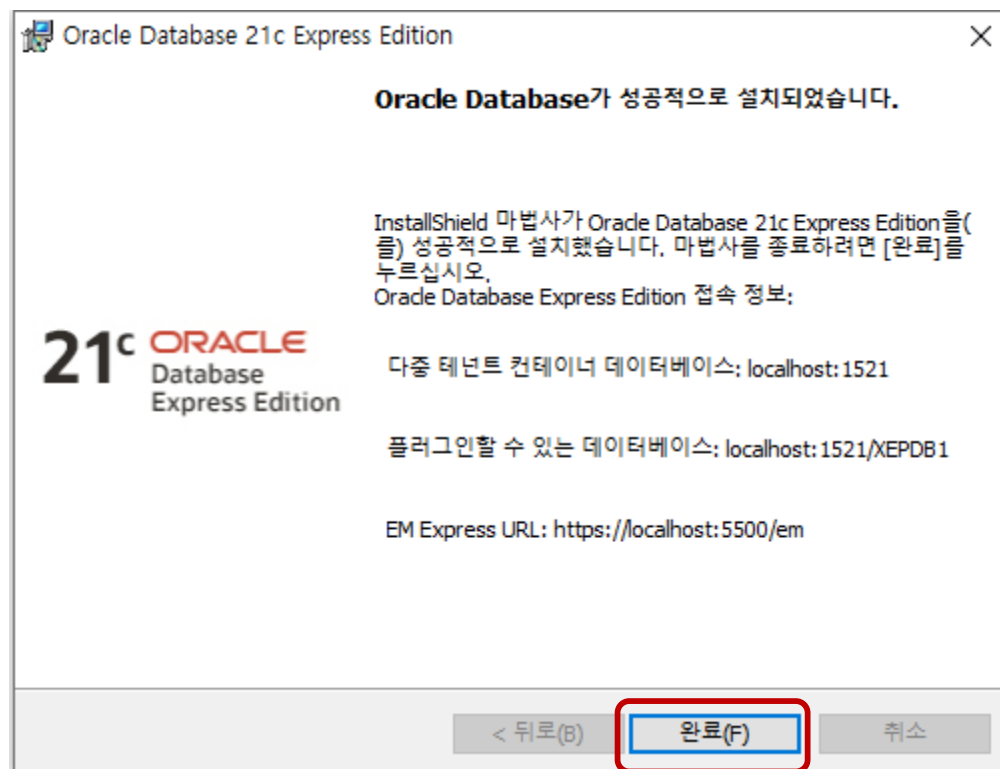 Oracle Database 21c Express Edition
Oracle Database가 성공적으로 설치되었습니다.
InstallShield 마법사가 Oracle Database 21c Express Edition을(
를) 성공적으로 설치했습니다. 마법사를 종료하려면 [완료]를
누르십시오.
Oracle Database Express Edition 접속 정보:
21c ORACLE
Database
Express Edition
다중 테넌트 컨테이너 데이터베이스: localhost:1521
플러그인할 수 있는 데이터베이스: localhost:1521/XEPDB1
EM Express URL: https://localhost:5500/em
< 뒤로(B) 완료(F) 취소